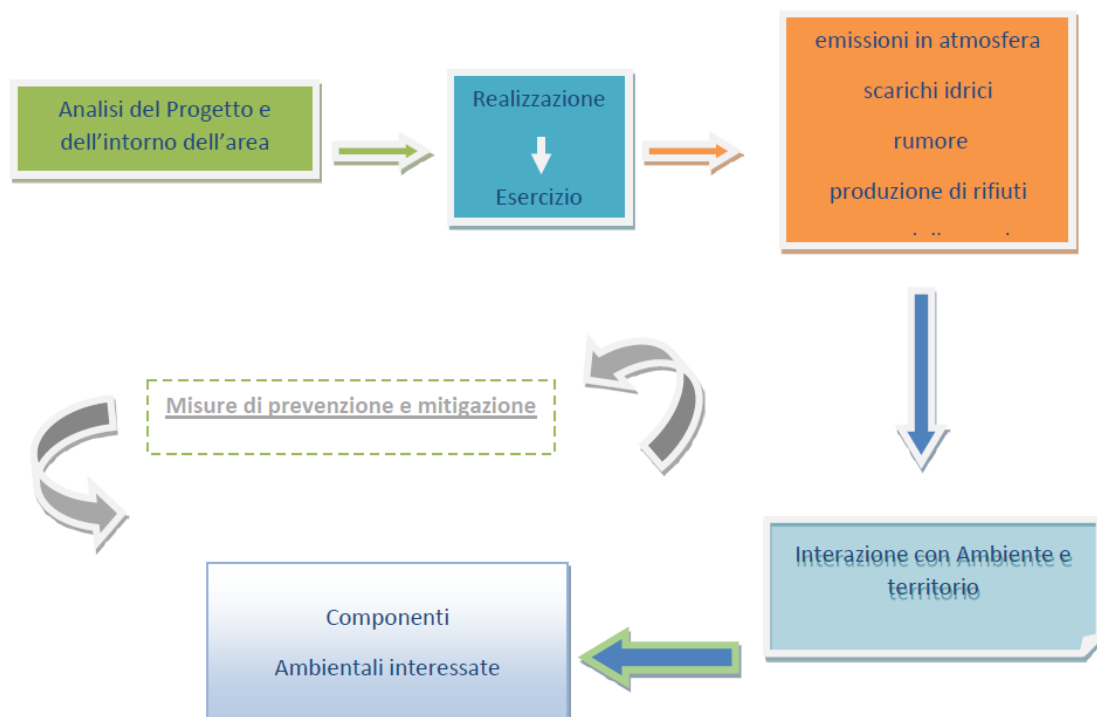 Analisi del Progetto e
dell'intorno dell'area
Realizzazione
Esercizio
emissioni in atmosfera
scarichi idrici
rumore
produzione di rifiuti
Misure di prevenzione e mitigazione
Interazione con Ambiente e
territorio
Componenti
Ambientali interessate